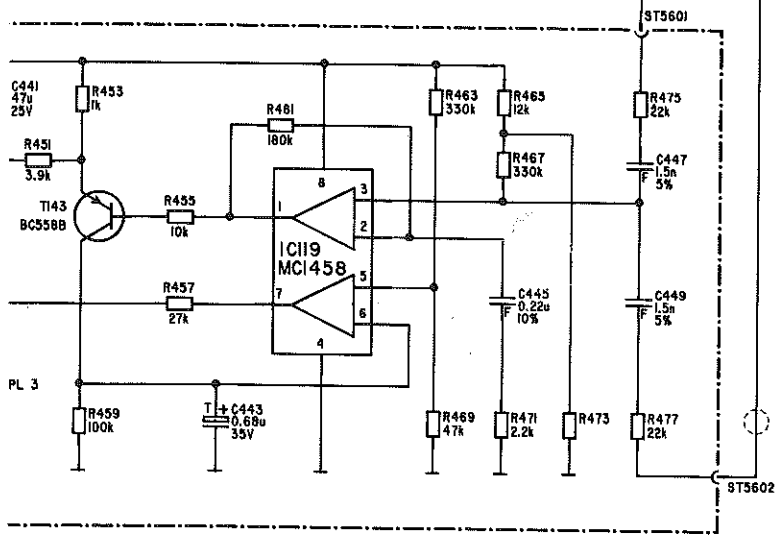 ST5601
C441
47u
25V
R453
1k
R463
330k
R465
12k
R475
22k
R461
180k
R451
3.9k
R467
330k
C447
1.5n
F 5%
8
T143
BC558B
R455
10k
1
3
2
IC119
MC1458
R457
27k
7
5
6
C445
0.22u
F 10%
C449
1.5n
F 5%
4
PL 3
R459
100k
T + C443
0.68u
35V
R469
47k
R471
2.2k
R473
R477
22k
ST5602